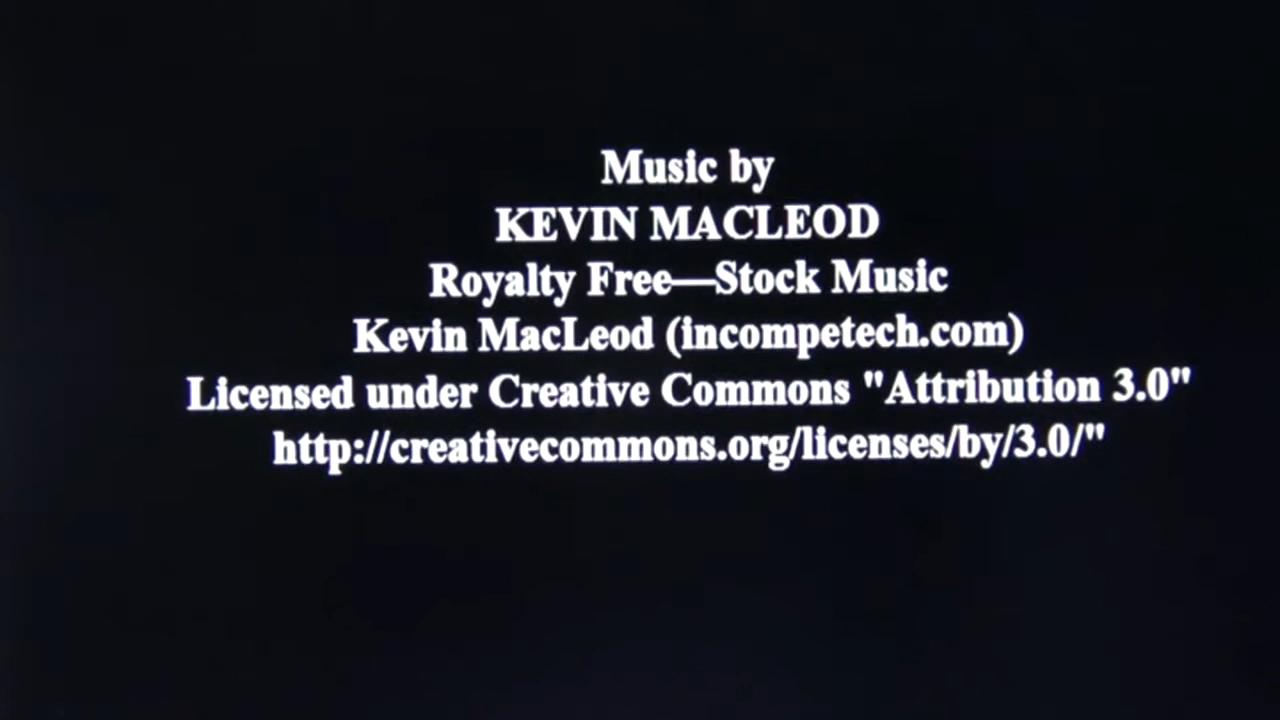 Music by
KEVIN MACLEOD
Royalty Free—Stock Music
Kevin MacLeod (incompetech.com)
Licensed under Creative Commons "Attribution 3.0"
http://creativecommons.org/licenses/by/3.0/"